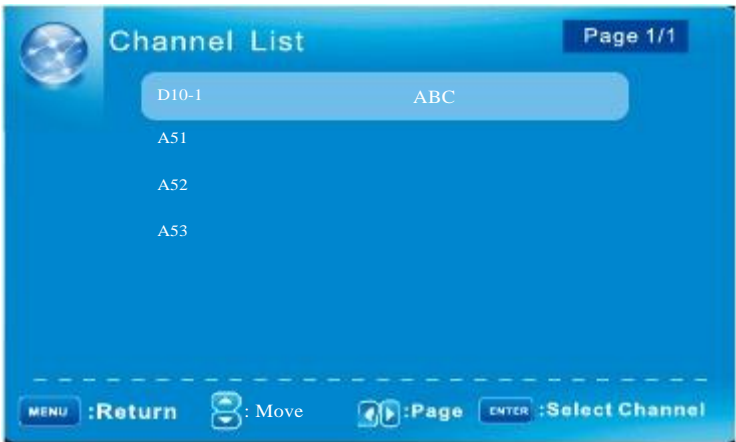 Channel List
Page 1/1
D10-1 ABC
A51
A52
A53
MENU :Return : Move :Page ENTER :Select Channel